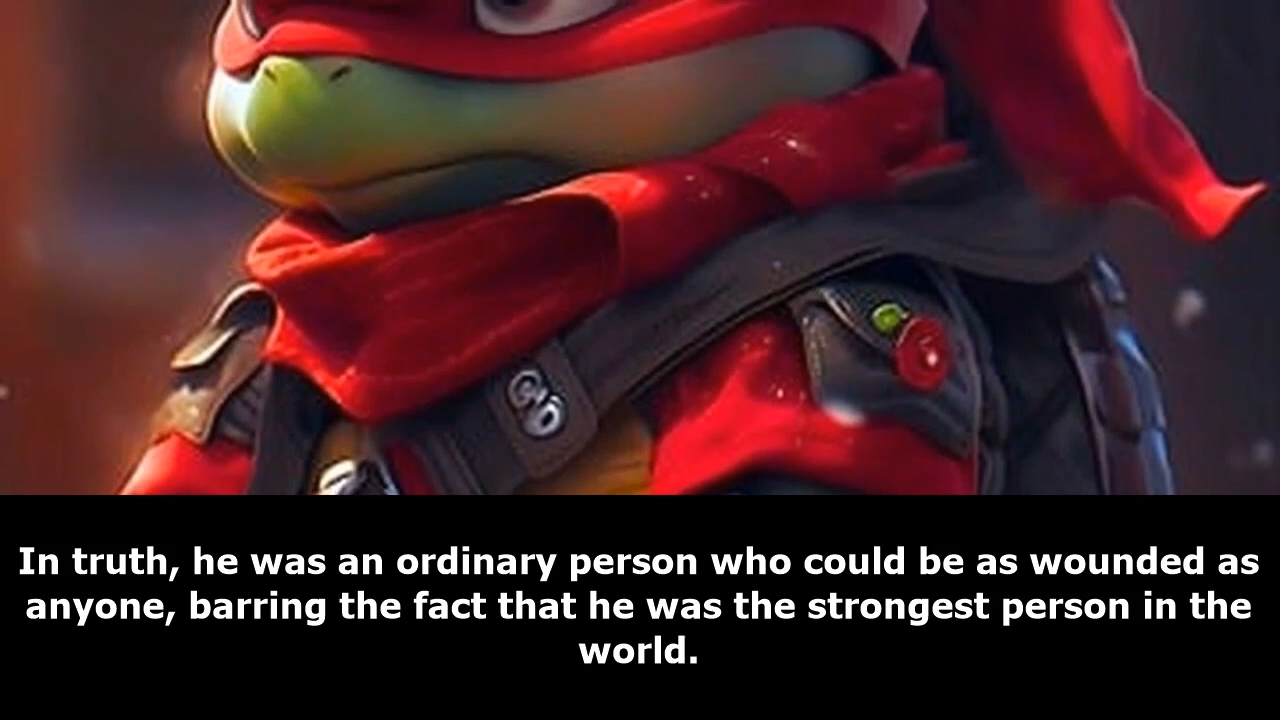 In truth, he was an ordinary person who could be as wounded as
anyone, barring the fact that he was the strongest person in the
world.